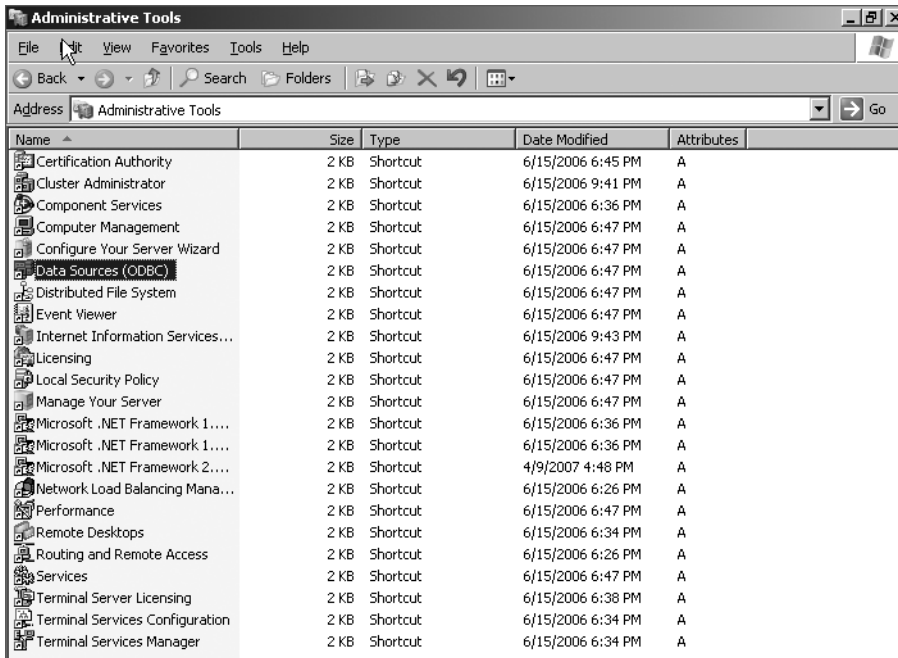 Administrative Tools
File Edit View Favorites Tools Help
Back Search Folders
Address Administrative Tools Go
Name Size Type Date Modified Attributes
Certification Authority 2 KB Shortcut 6/15/2006 6:45 PM A
Cluster Administrator 2 KB Shortcut 6/15/2006 9:41 PM A
Component Services 2 KB Shortcut 6/15/2006 6:36 PM A
Computer Management 2 KB Shortcut 6/15/2006 6:47 PM A
Configure Your Server Wizard 2 KB Shortcut 6/15/2006 6:47 PM A
Data Sources (ODBC) 2 KB Shortcut 6/15/2006 6:47 PM A
Distributed File System 2 KB Shortcut 6/15/2006 6:47 PM A
Event Viewer 2 KB Shortcut 6/15/2006 6:47 PM A
Internet Information Services... 2 KB Shortcut 6/15/2006 9:43 PM A
Licensing 2 KB Shortcut 6/15/2006 6:47 PM A
Local Security Policy 2 KB Shortcut 6/15/2006 6:47 PM A
Manage Your Server 2 KB Shortcut 6/15/2006 6:47 PM A
Microsoft .NET Framework 1.... 2 KB Shortcut 6/15/2006 6:36 PM A
Microsoft .NET Framework 1.... 2 KB Shortcut 6/15/2006 6:36 PM A
Microsoft .NET Framework 2.... 2 KB Shortcut 4/9/2007 4:48 PM A
Network Load Balancing Mana... 2 KB Shortcut 6/15/2006 6:26 PM A
Performance 2 KB Shortcut 6/15/2006 6:47 PM A
Remote Desktops 2 KB Shortcut 6/15/2006 6:34 PM A
Routing and Remote Access 2 KB Shortcut 6/15/2006 6:26 PM A
Services 2 KB Shortcut 6/15/2006 6:47 PM A
Terminal Server Licensing 2 KB Shortcut 6/15/2006 6:38 PM A
Terminal Services Configuration 2 KB Shortcut 6/15/2006 6:34 PM A
Terminal Services Manager 2 KB Shortcut 6/15/2006 6:34 PM A